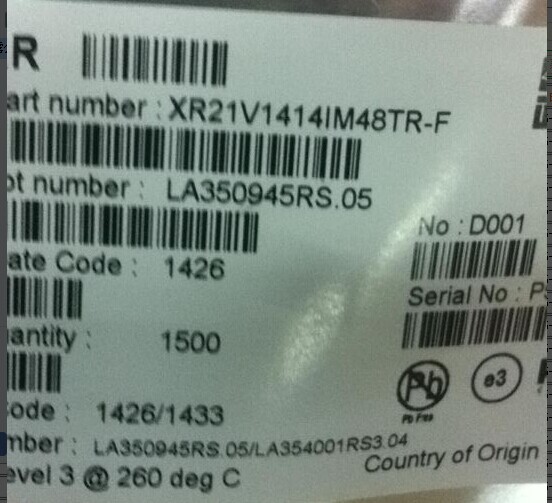 R
art number : XR21V1414IM48TR-F
ot number : LA350945RS.05
No : D001
ate Code : 1426
Serial No : P
antity : 1500
Pb
e3
Pb Free
ode : 1426/1433
mber : LA350945RS.05/LA354001RS3.04
Country of Origin
evel 3 @ 260 deg C